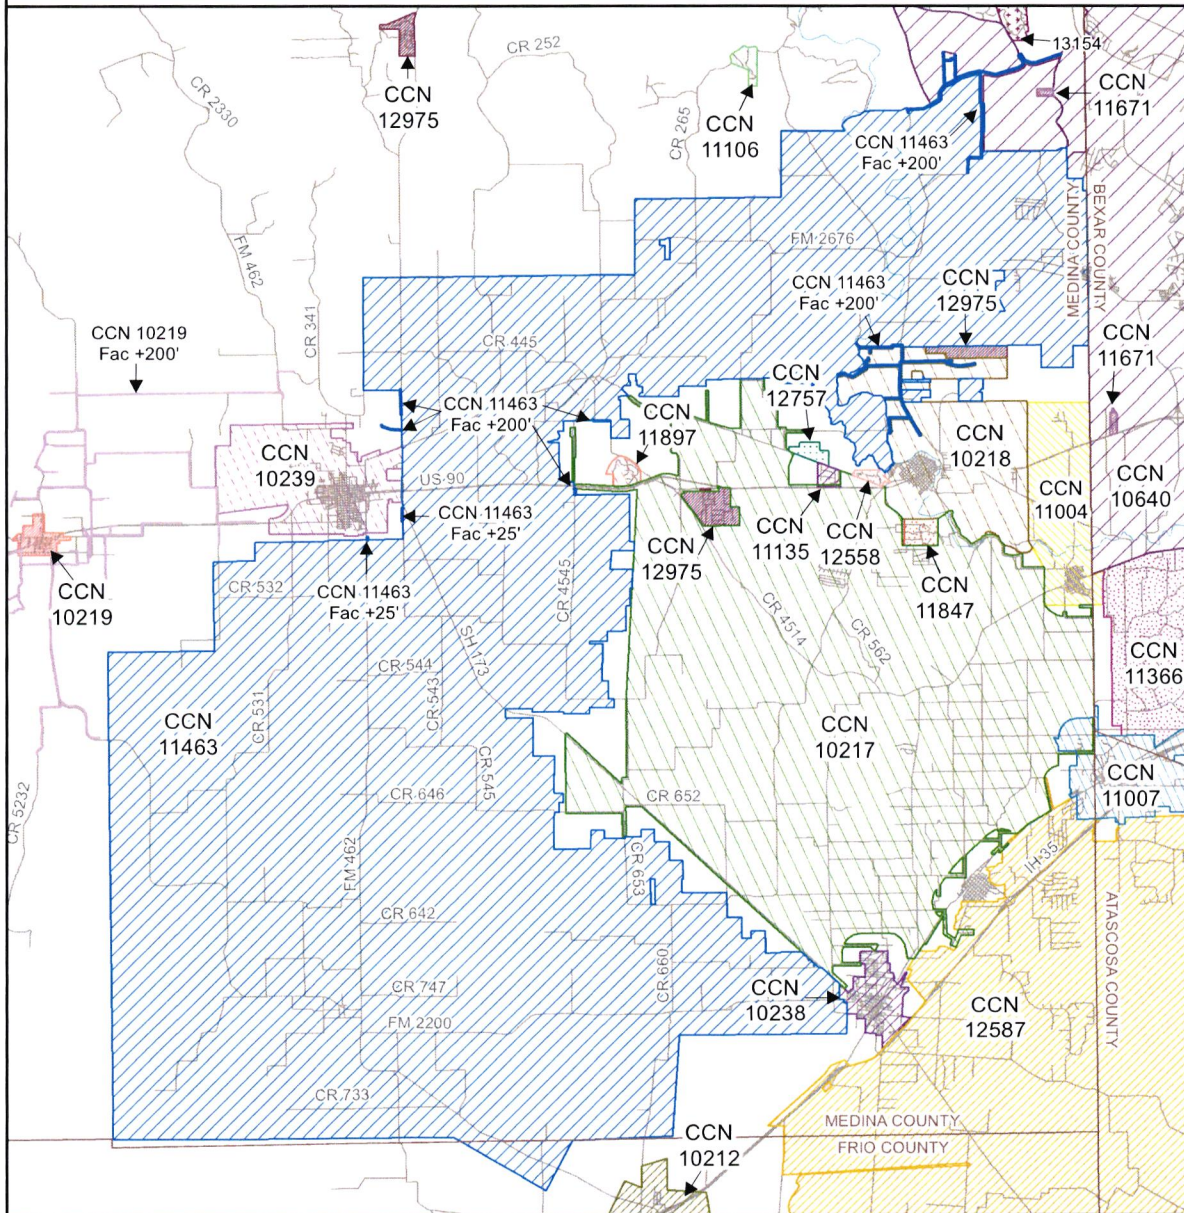 CR 252
13154
CR 2330
CCN
12975
CCN
11671
CR 265
CCN
11106
CCN 11463
Fac +200'
MEDINA COUNTY
BEXAR COUNTY
FM 462
FM 2676
CCN 11463
Fac +200'
CCN
12975
CR 341
CCN 10219
Fac +200'
CR 445
CCN
11671
CCN
12757
CCN 11463
Fac +200'
CCN
11897
CCN
10239
CCN
10218
US 90
CCN
10640
CCN
11004
CCN 11463
Fac +25'
CCN
12975
CCN
11135
CCN
12558
CCN
11847
CCN
10219
CR 532
CCN 11463
Fac +25'
CR 4545
CR 4514
CR 562
SH 173
CCN
11366
CR 544
CR 543
CR 531
CCN
11463
CCN
10217
CR 545
CCN
11007
CR 646
CR 652
CR 5232
FM 462
CR 653
IH-35
CR 642
ATASCOSA COUNTY
CR 660
CR 747
CCN
10238
CCN
12587
FM 2200
CR 733
MEDINA COUNTY
FRIO COUNTY
CCN
10212